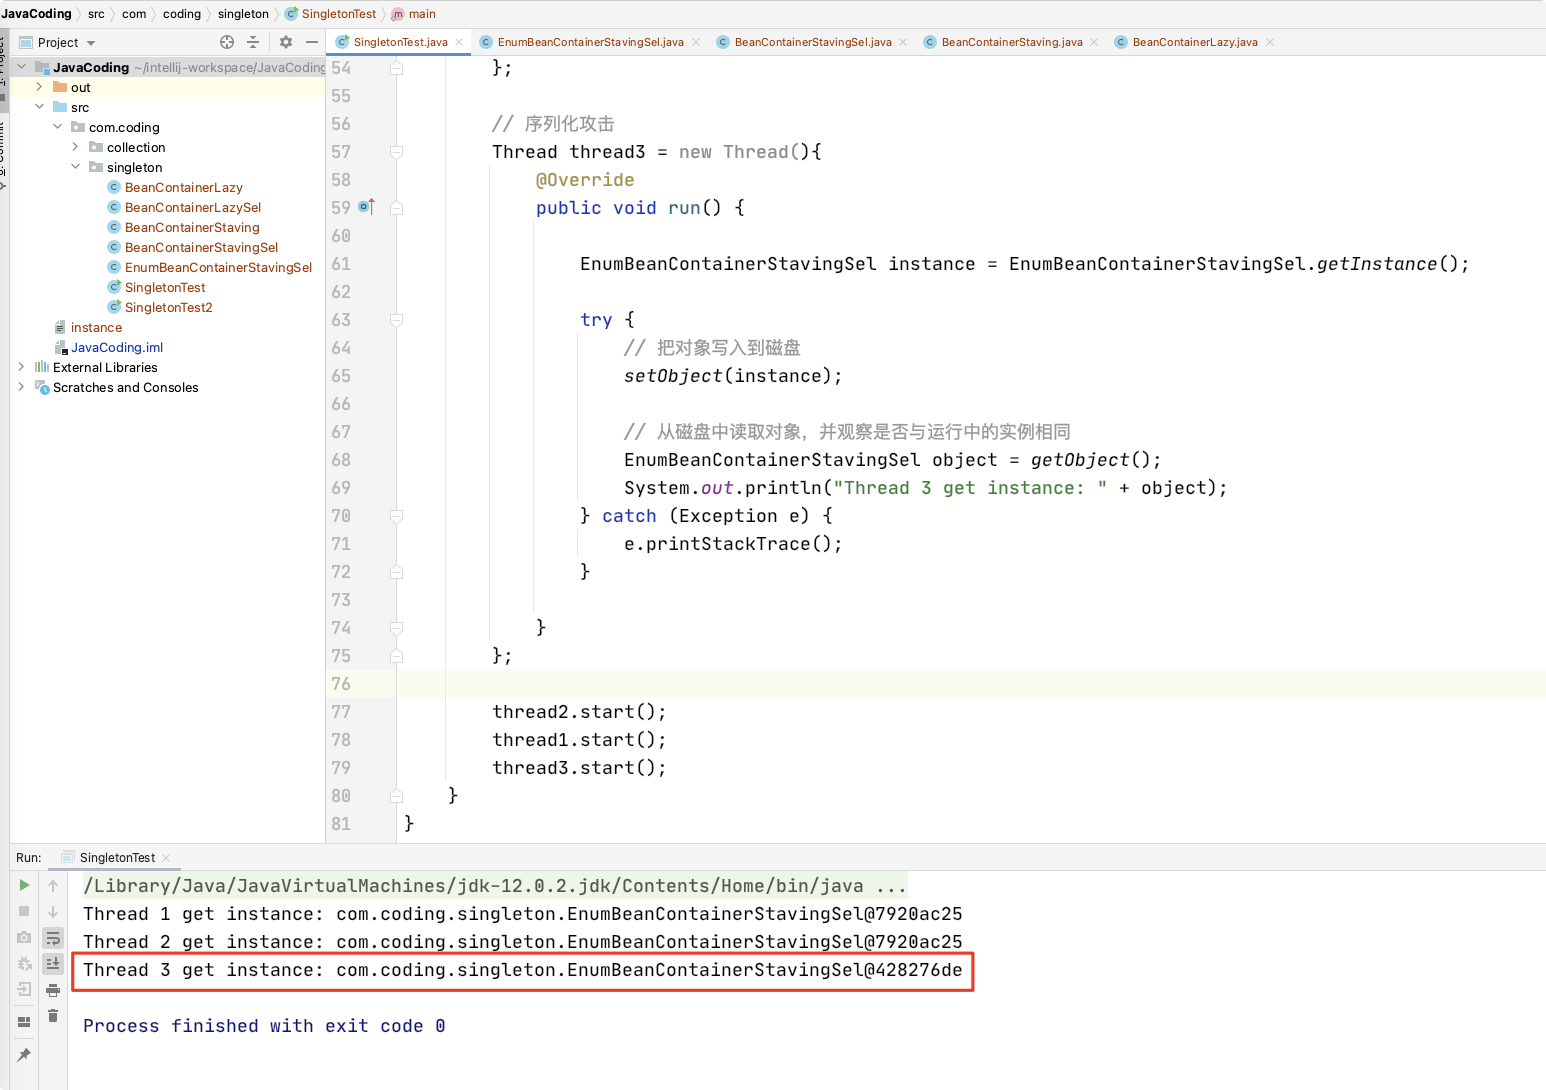 JavaCoding src com coding singleton SingletonTest main
Project
SingletonTest.java EnumBeanContainerStavingSel.java BeanContainerStavingSel.java BeanContainerStaving.java BeanContainerLazy.java
JavaCoding ~/intellij-workspace/JavaCoding
out
src
com.coding
collection
singleton
BeanContainerLazy
BeanContainerLazySel
BeanContainerStaving
BeanContainerStavingSel
EnumBeanContainerStavingSel
SingletonTest
SingletonTest2
instance
JavaCoding.iml
External Libraries
Scratches and Consoles
54 };
55
56 // 序列化攻击
57 Thread thread3 = new Thread(){
58 @Override
59 public void run() {
60
61 EnumBeanContainerStavingSel instance = EnumBeanContainerStavingSel.getInstance();
62
63 try {
64 // 把对象写入到磁盘
65 setObject(instance);
66
67 // 从磁盘中读取对象，并观察是否与运行中的实例相同
68 EnumBeanContainerStavingSel object = getObject();
69 System.out.println("Thread 3 get instance: " + object);
70 } catch (Exception e) {
71 e.printStackTrace();
72 }
73
74 }
75 };
76
77 thread2.start();
78 thread1.start();
79 thread3.start();
80 }
81 }
Run: SingletonTest
/Library/Java/JavaVirtualMachines/jdk-12.0.2.jdk/Contents/Home/bin/java ...
Thread 1 get instance: com.coding.singleton.EnumBeanContainerStavingSel@7920ac25
Thread 2 get instance: com.coding.singleton.EnumBeanContainerStavingSel@7920ac25
Thread 3 get instance: com.coding.singleton.EnumBeanContainerStavingSel@428276de
Process finished with exit code 0